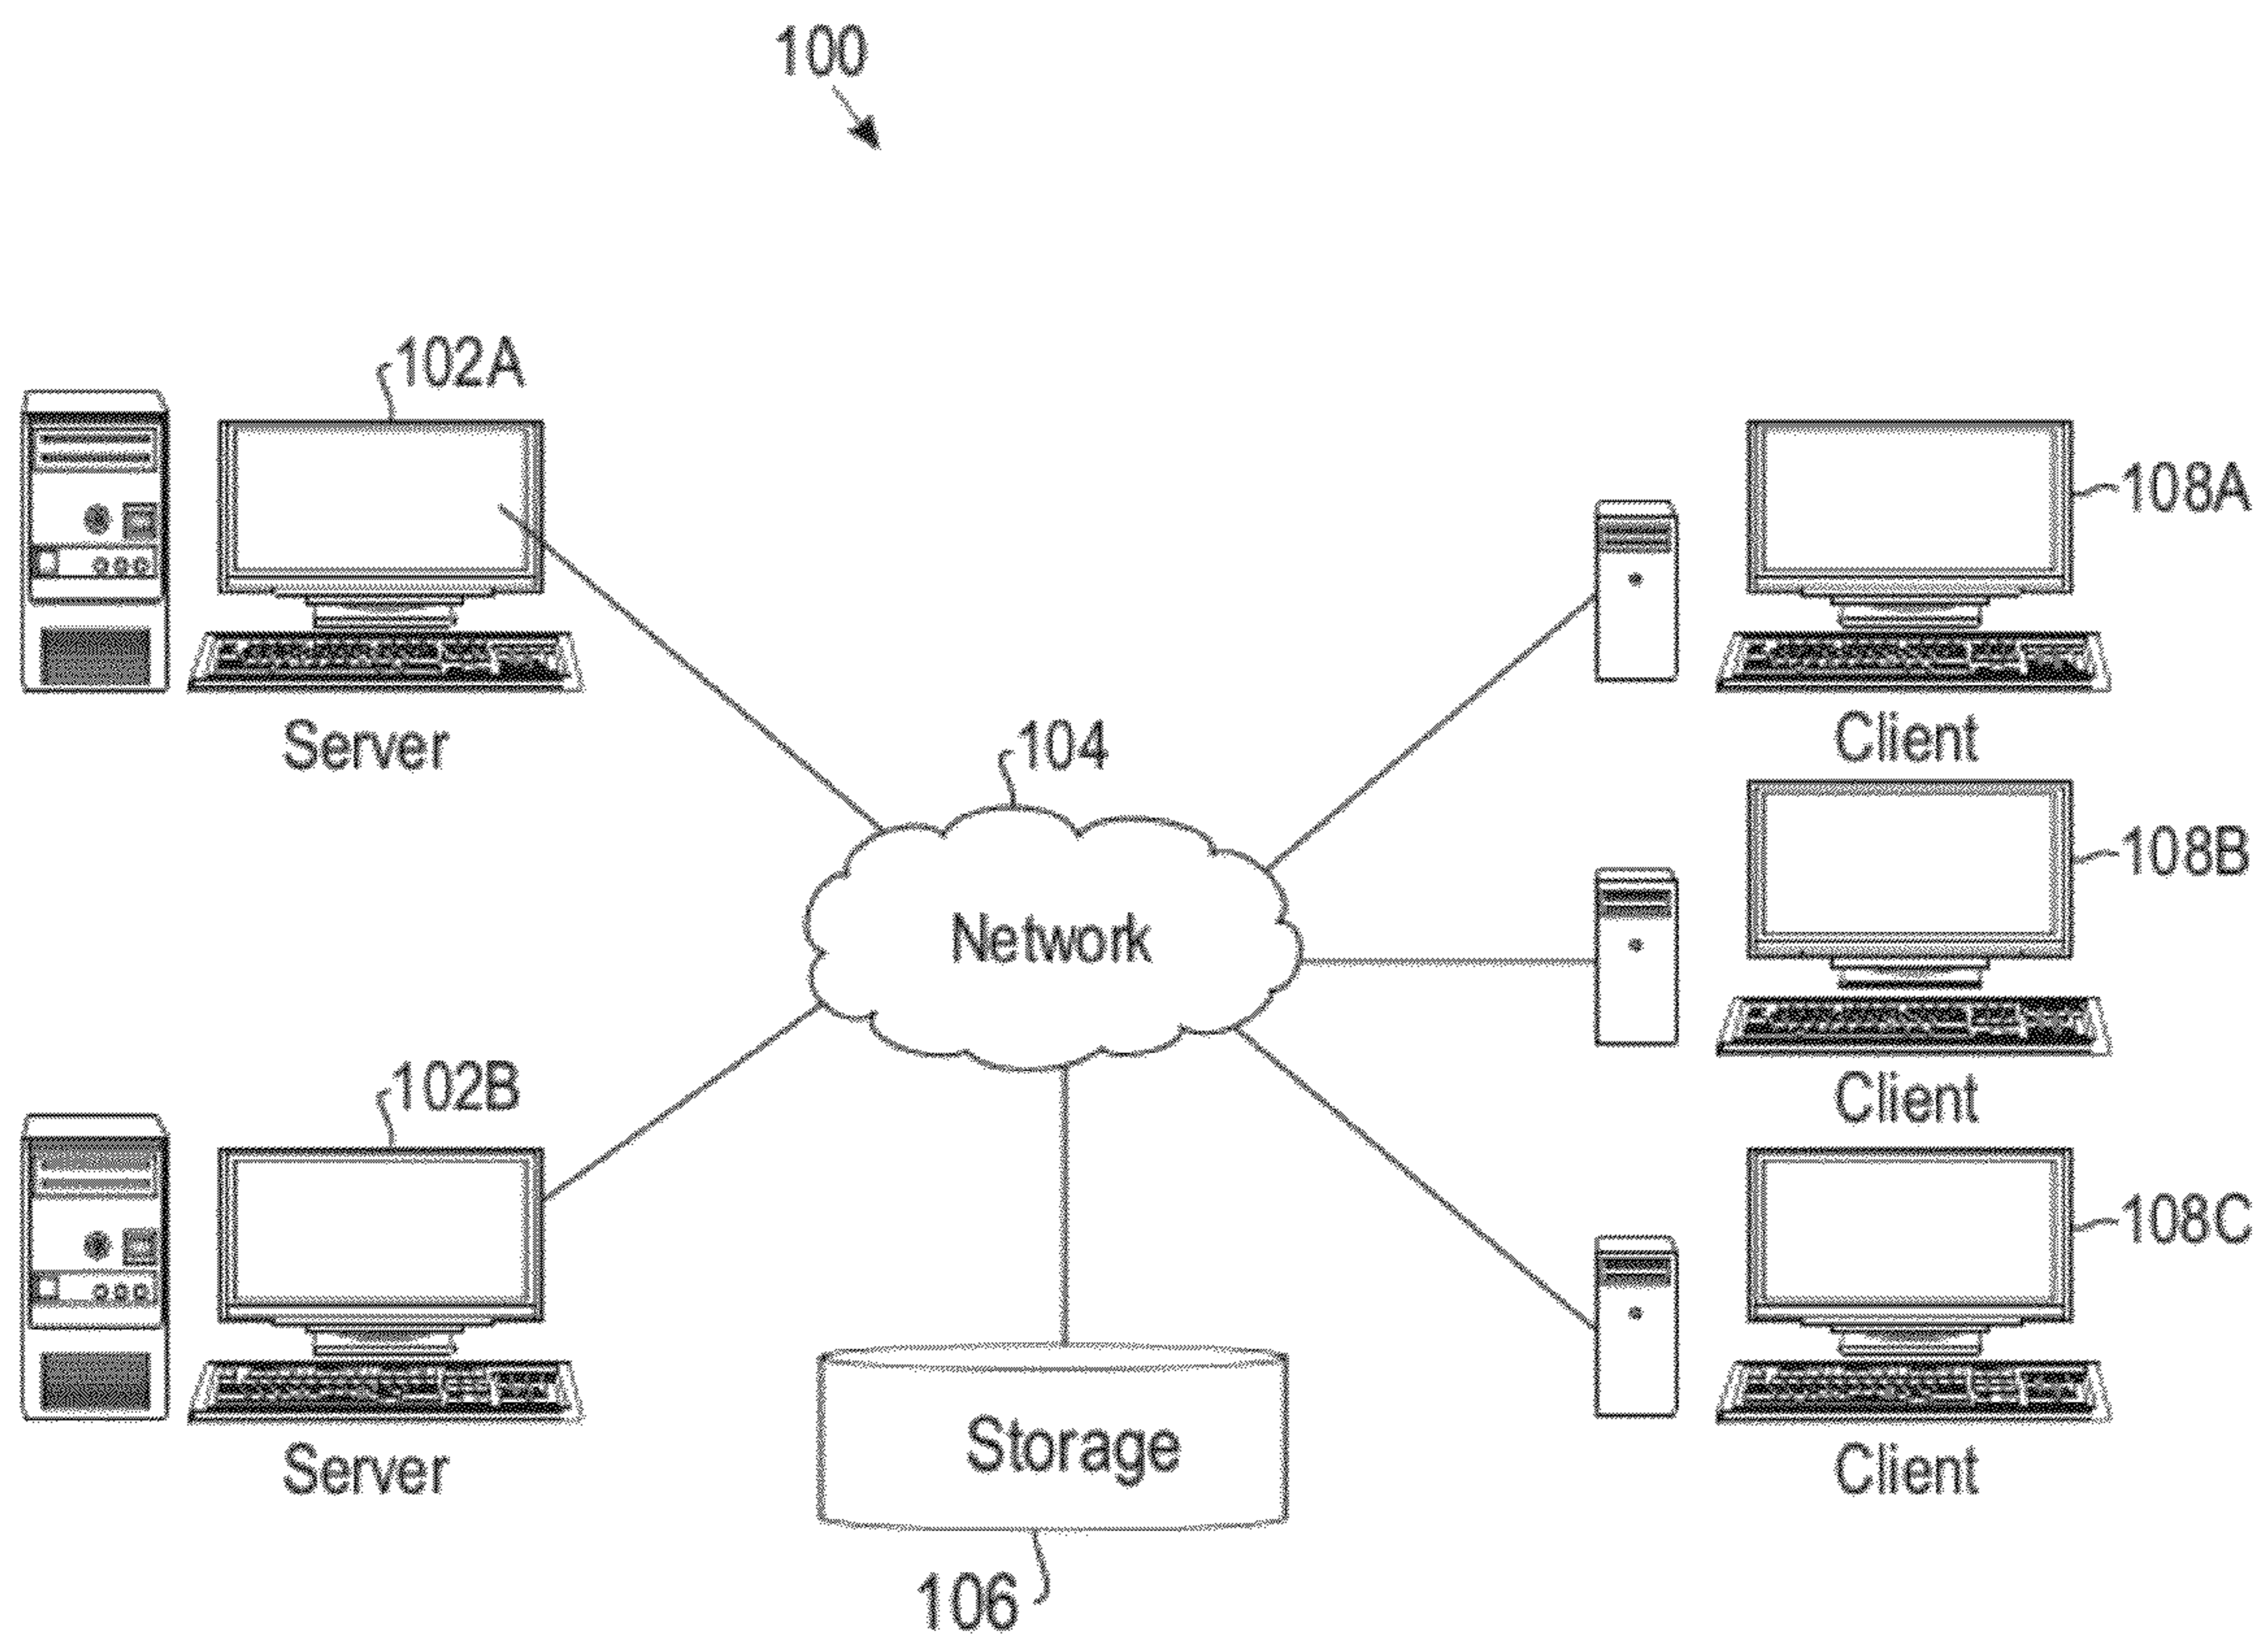 100
102A
108A
Server
Client
104
108B
Network
102B
Client
108C
Storage
Server
Client
106